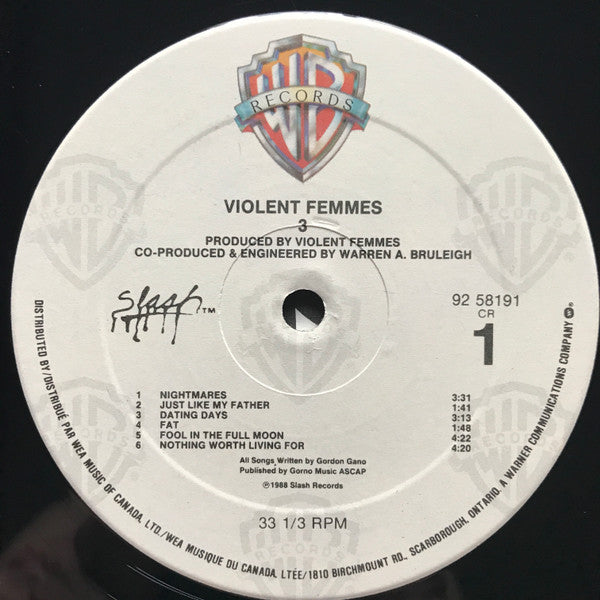 WB
RECORDS
VIOLENT FEMMES
3
PRODUCED BY VIOLENT FEMMES
CO-PRODUCED & ENGINEERED BY WARREN A. BRULEIGH
Slash ™
92 58191
CR
1
1 NIGHTMARES 3:31
2 JUST LIKE MY FATHER 1:41
3 DATING DAYS 3:13
4 FAT 1:48
5 FOOL IN THE FULL MOON 4:22
6 NOTHING WORTH LIVING FOR 4:20
All Songs Written by Gordon Gano
Published by Gorno Music ASCAP
℗1988 Slash Records
33 1/3 RPM
DISTRIBUTED BY/DISTRIBUÉ PAR WEA MUSIC OF CANADA, LTD./WEA MUSIQUE DU CANADA, LTÉE/1810 BIRCHMOUNT RD., SCARBOROUGH, ONTARIO, A WARNER COMMUNICATIONS COMPANY